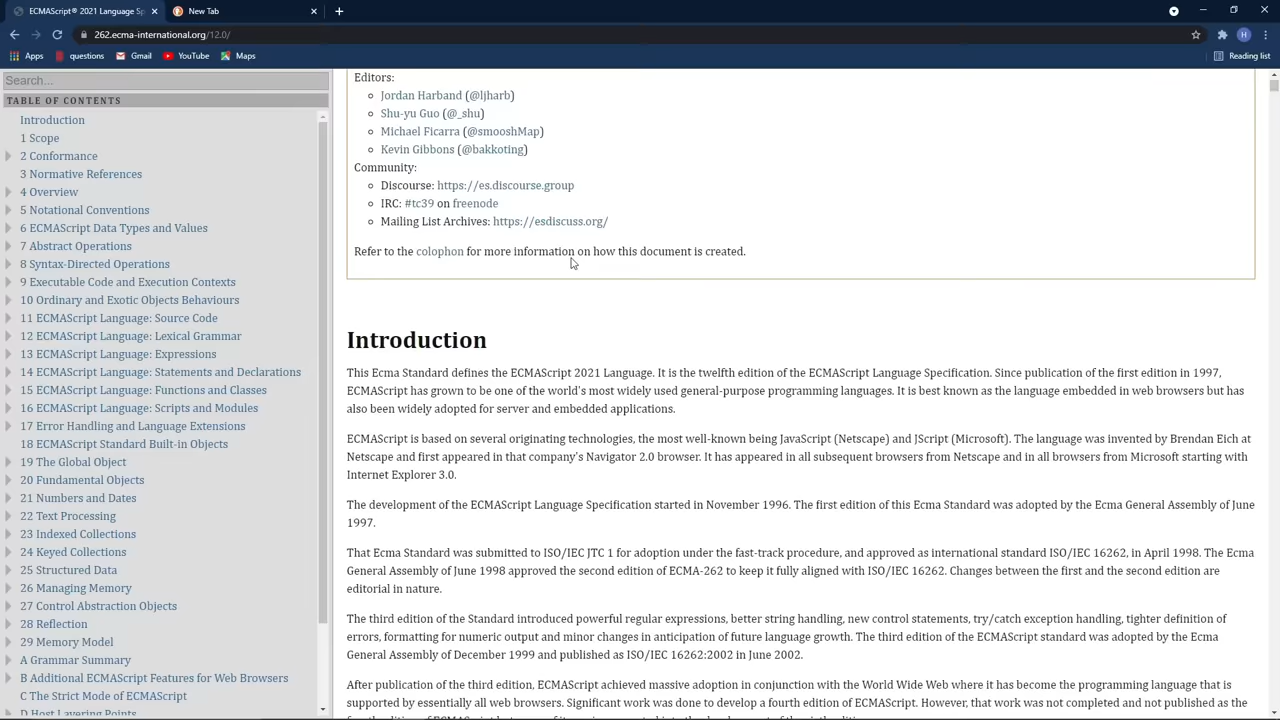 ECMAScript® 2021 Language Sp
New Tab
262.ecma-international.org/12.0/
H
Apps
questions
Gmail
YouTube
Maps
Reading list
Search...
TABLE OF CONTENTS
Introduction
1 Scope
2 Conformance
3 Normative References
4 Overview
5 Notational Conventions
6 ECMAScript Data Types and Values
7 Abstract Operations
8 Syntax-Directed Operations
9 Executable Code and Execution Contexts
10 Ordinary and Exotic Objects Behaviours
11 ECMAScript Language: Source Code
12 ECMAScript Language: Lexical Grammar
13 ECMAScript Language: Expressions
14 ECMAScript Language: Statements and Declarations
15 ECMAScript Language: Functions and Classes
16 ECMAScript Language: Scripts and Modules
17 Error Handling and Language Extensions
18 ECMAScript Standard Built-in Objects
19 The Global Object
20 Fundamental Objects
21 Numbers and Dates
22 Text Processing
23 Indexed Collections
24 Keyed Collections
25 Structured Data
26 Managing Memory
27 Control Abstraction Objects
28 Reflection
29 Memory Model
A Grammar Summary
B Additional ECMAScript Features for Web Browsers
C The Strict Mode of ECMAScript
D Host Layering Points
Editors:
Jordan Harband (@ljharb)
Shu-yu Guo (@_shu)
Michael Ficarra (@smooshMap)
Kevin Gibbons (@bakkoting)
Community:
Discourse: https://es.discourse.group
IRC: #tc39 on freenode
Mailing List Archives: https://esdiscuss.org/
Refer to the colophon for more information on how this document is created.
Introduction
This Ecma Standard defines the ECMAScript 2021 Language. It is the twelfth edition of the ECMAScript Language Specification. Since publication of the first edition in 1997,
ECMAScript has grown to be one of the world's most widely used general-purpose programming languages. It is best known as the language embedded in web browsers but has
also been widely adopted for server and embedded applications.
ECMAScript is based on several originating technologies, the most well-known being JavaScript (Netscape) and JScript (Microsoft). The language was invented by Brendan Eich at
Netscape and first appeared in that company's Navigator 2.0 browser. It has appeared in all subsequent browsers from Netscape and in all browsers from Microsoft starting with
Internet Explorer 3.0.
The development of the ECMAScript Language Specification started in November 1996. The first edition of this Ecma Standard was adopted by the Ecma General Assembly of June
1997.
That Ecma Standard was submitted to ISO/IEC JTC 1 for adoption under the fast-track procedure, and approved as international standard ISO/IEC 16262, in April 1998. The Ecma
General Assembly of June 1998 approved the second edition of ECMA-262 to keep it fully aligned with ISO/IEC 16262. Changes between the first and the second edition are
editorial in nature.
The third edition of the Standard introduced powerful regular expressions, better string handling, new control statements, try/catch exception handling, tighter definition of
errors, formatting for numeric output and minor changes in anticipation of future language growth. The third edition of the ECMAScript standard was adopted by the Ecma
General Assembly of December 1999 and published as ISO/IEC 16262:2002 in June 2002.
After publication of the third edition, ECMAScript achieved massive adoption in conjunction with the World Wide Web where it has become the programming language that is
supported by essentially all web browsers. Significant work was done to develop a fourth edition of ECMAScript. However, that work was not completed and not published as